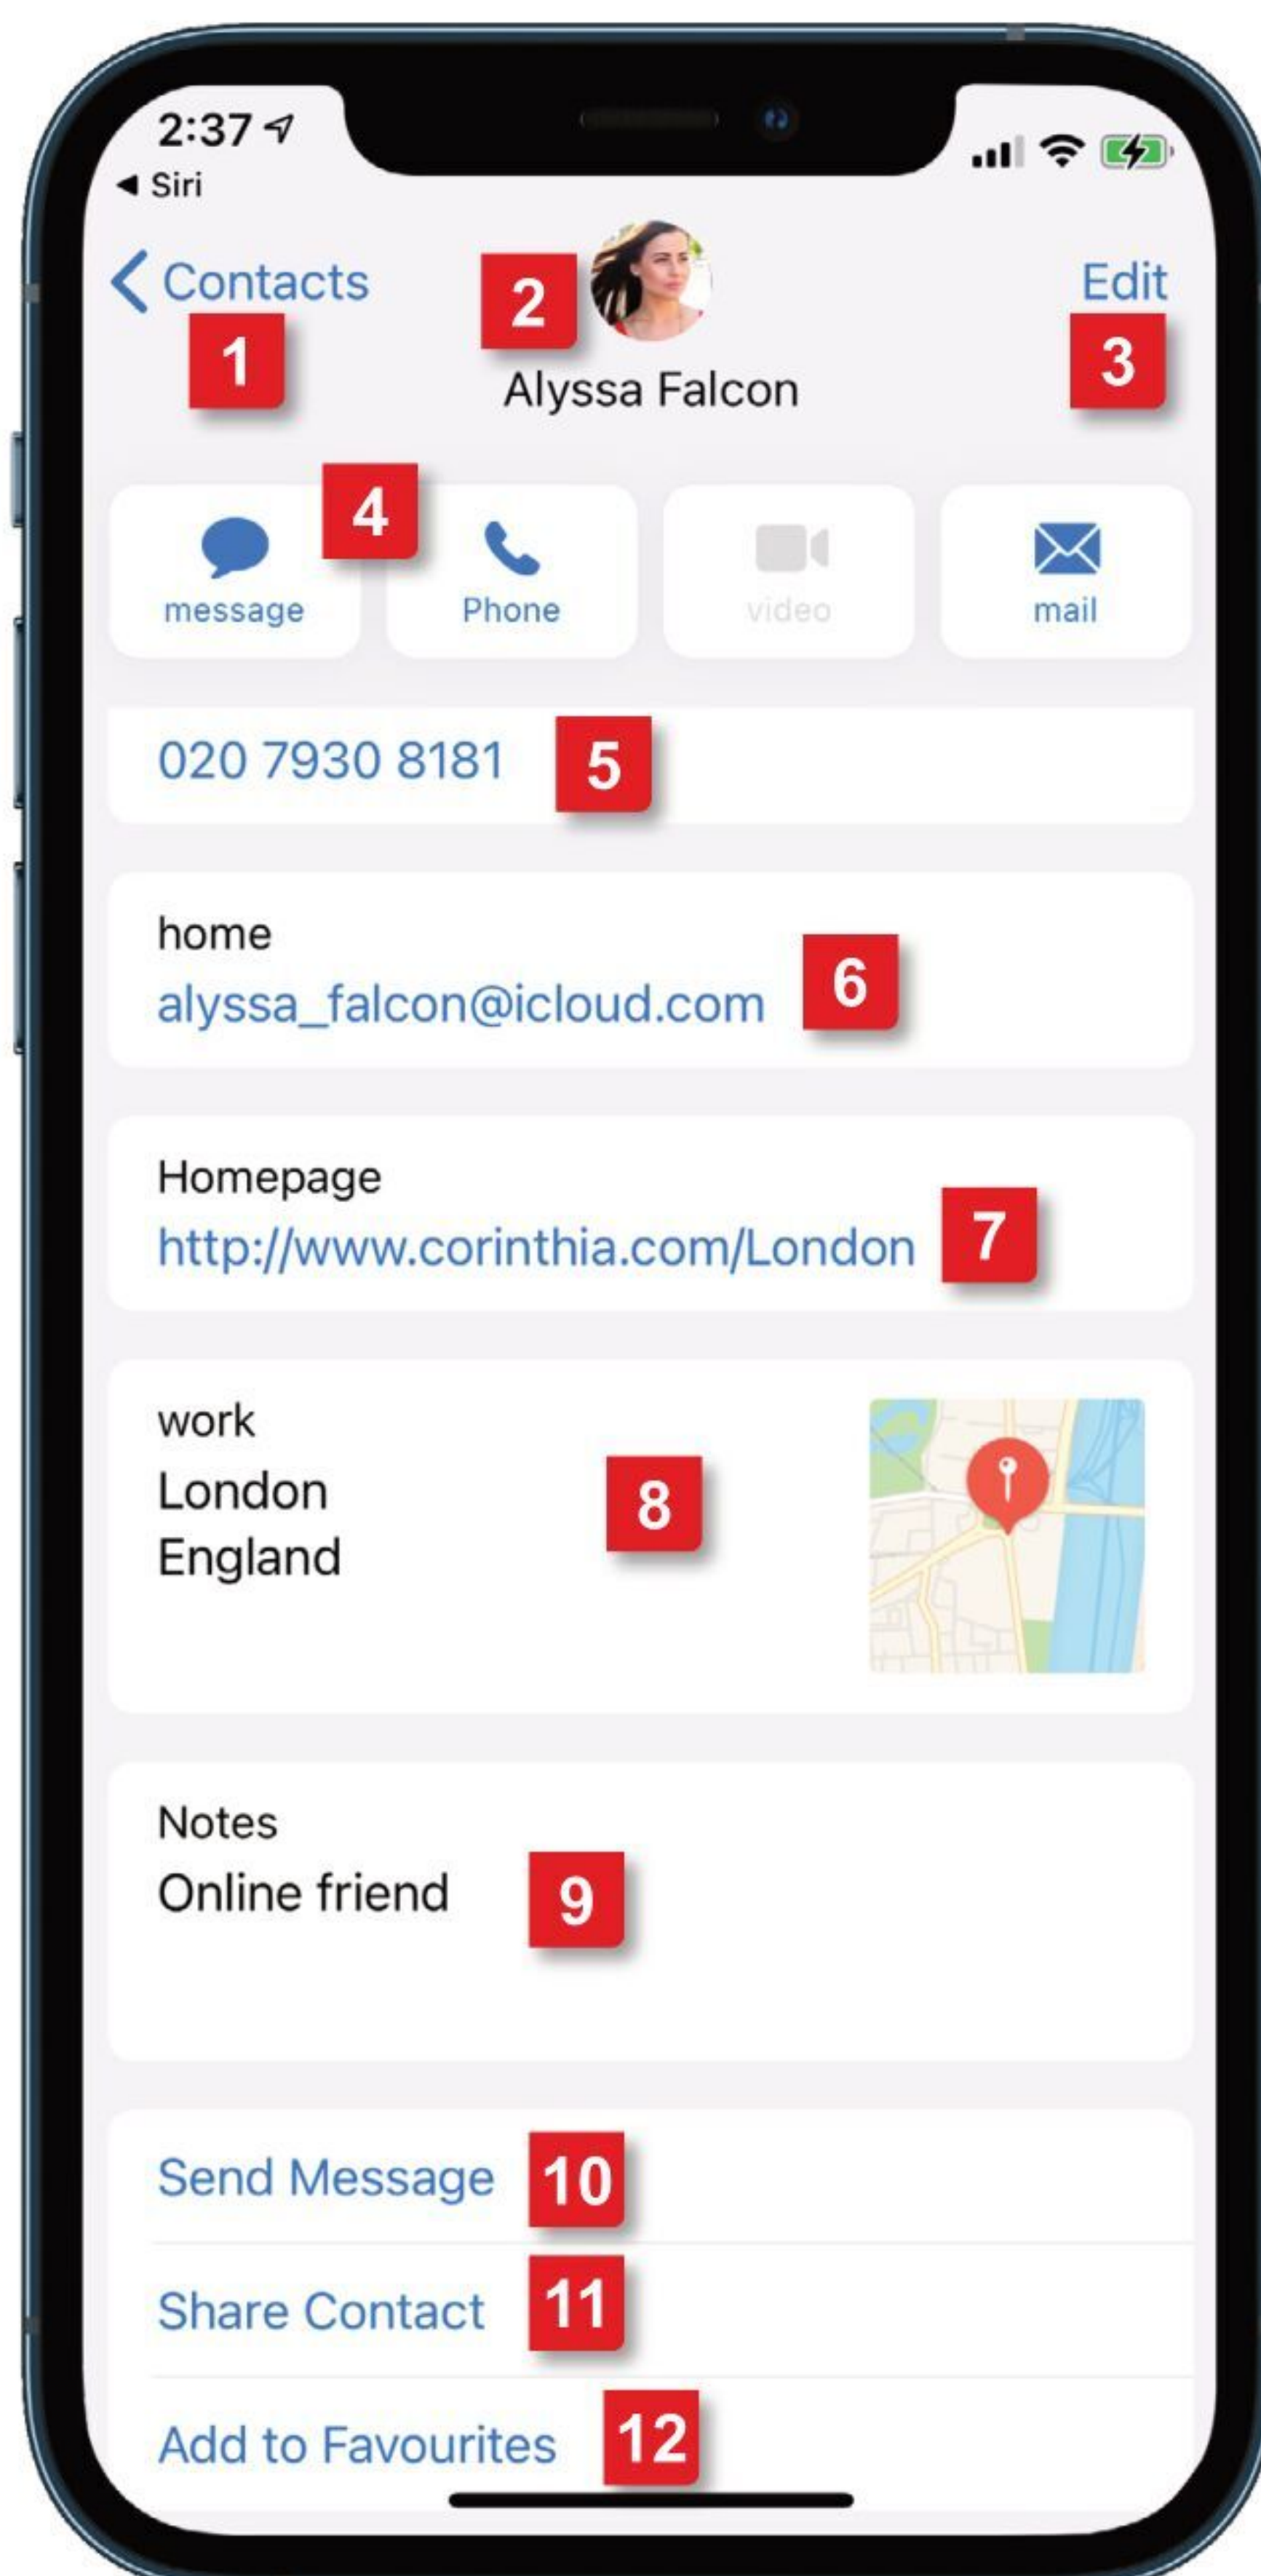 2:37
Siri
Contacts
2
Edit
1
3
Alyssa Falcon
4
message
Phone
video
mail
020 7930 8181
5
home
alyssa_falcon@icloud.com
6
Homepage
http://www.corinthia.com/London
7
work
London
England
8
Notes
Online friend
9
Send Message
10
Share Contact
11
Add to Favourites
12